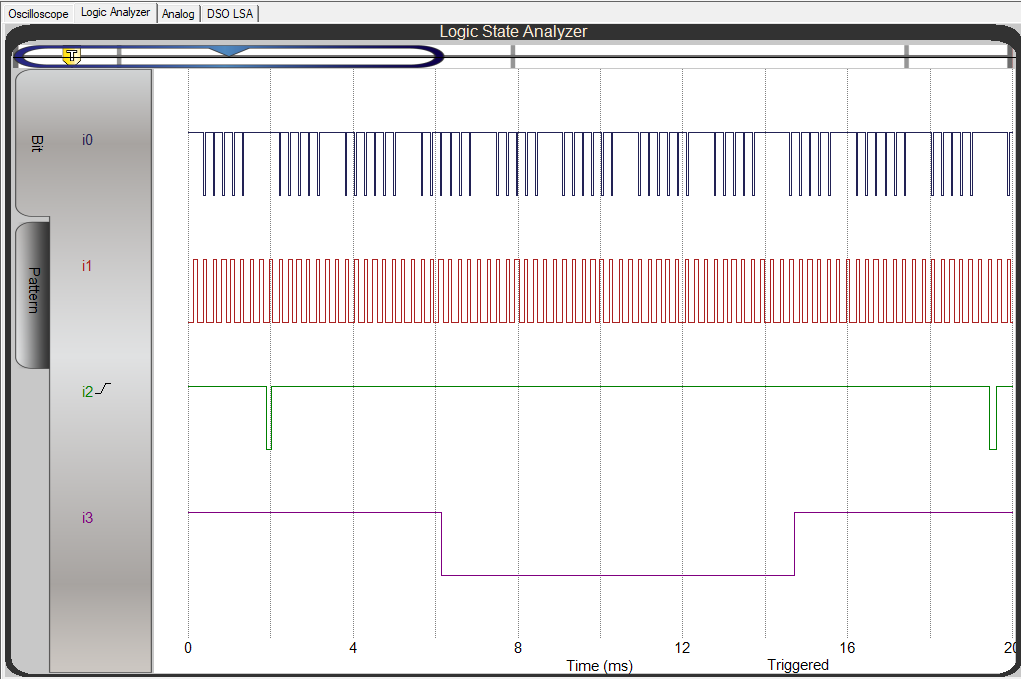 Oscilloscope Logic Analyzer Analog DSO LSA
Logic State Analyzer
T
Bit
i0
Pattern
i1
i2
i3
0 4 8 12 16 20
Time (ms) Triggered